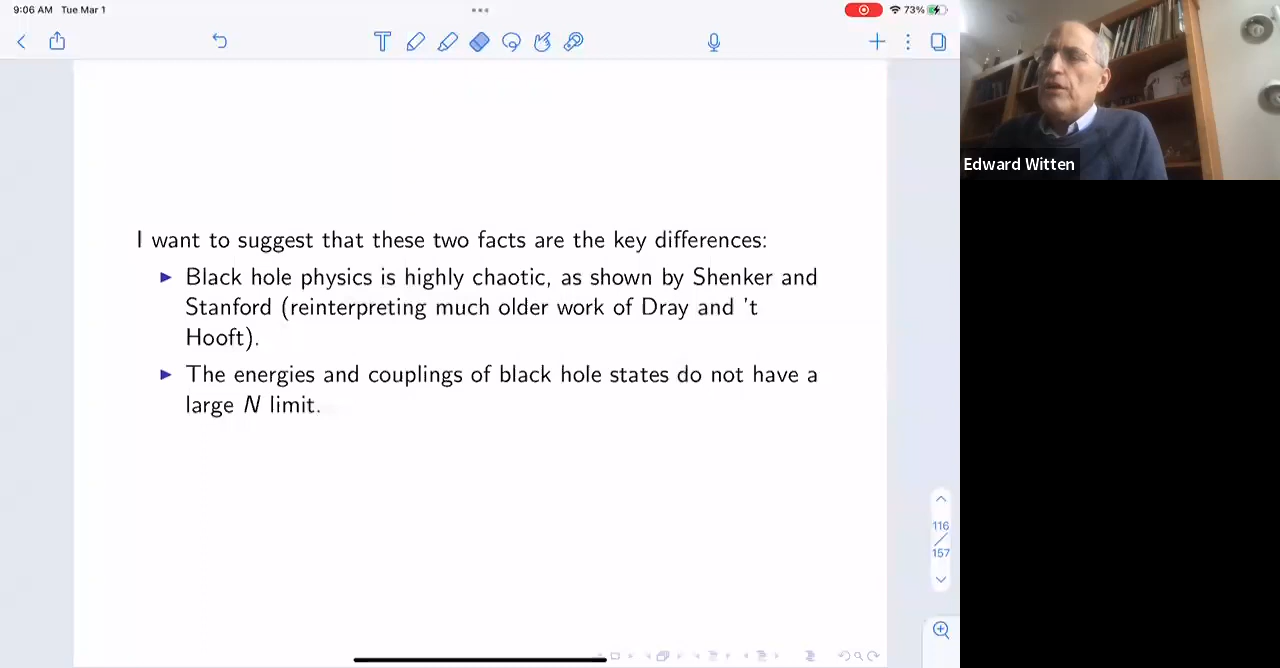 9:06 AM Tue Mar 1
73%
I want to suggest that these two facts are the key differences:
Black hole physics is highly chaotic, as shown by Shenker and
Stanford (reinterpreting much older work of Dray and 't
Hooft).
The energies and couplings of black hole states do not have a
large N limit.
116
157
Edward Witten